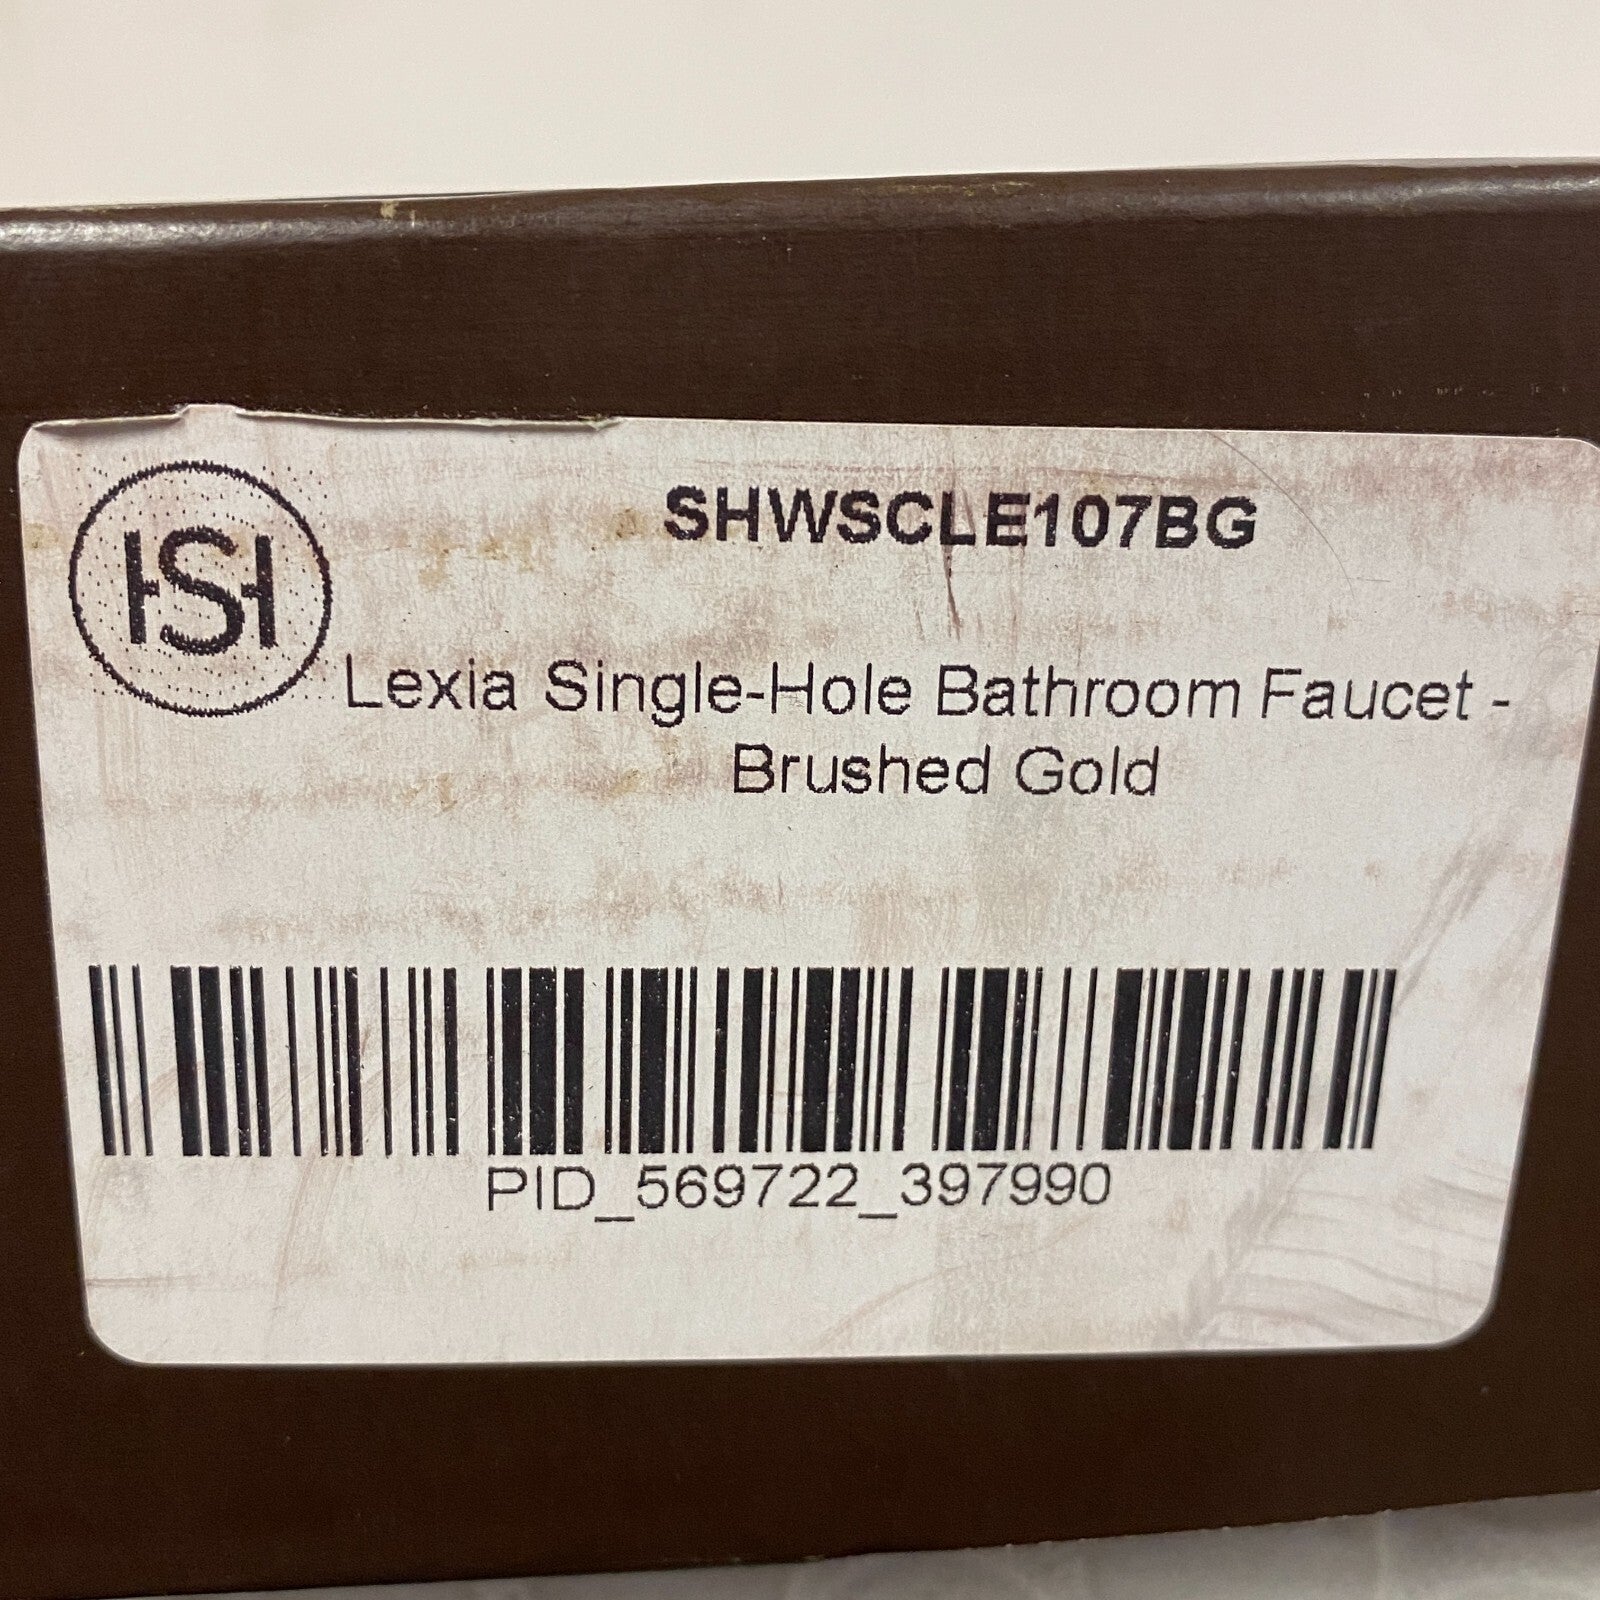 SHWSCLE107BG
HSH
Lexia Single-Hole Bathroom Faucet -
Brushed Gold
PID_569722_397990